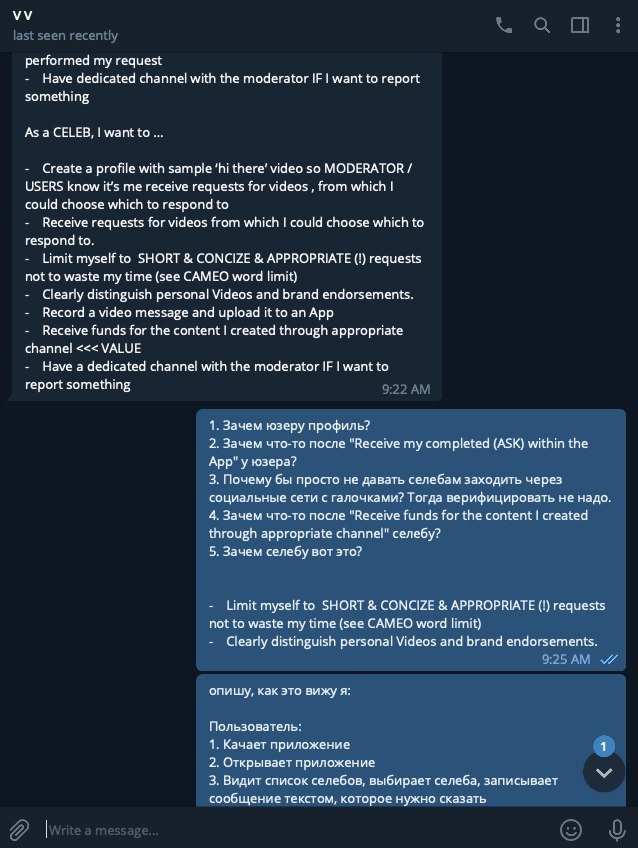 V V
last seen recently
performed my request
- Have dedicated channel with the moderator IF I want to report
something
As a CELEB, I want to ...
- Create a profile with sample ‘hi there’ video so MODERATOR /
USERS know it’s me receive requests for videos , from which I
could choose which to respond to
- Receive requests for videos from which I could choose which to
respond to.
- Limit myself to SHORT & CONCIZE & APPROPRIATE (!) requests
not to waste my time (see CAMEO word limit)
- Clearly distinguish personal Videos and brand endorsements.
- Record a video message and upload it to an App
- Receive funds for the content I created through appropriate
channel <<< VALUE
- Have a dedicated channel with the moderator IF I want to
report something
9:22 AM
1. Зачем юзеру профиль?
2. Зачем что-то после "Receive my completed (ASK) within the
App" у юзера?
3. Почему бы просто не давать селебам заходить через
социальные сети с галочками? Тогда верифицировать не надо.
4. Зачем что-то после "Receive funds for the content I created
through appropriate channel" селебу?
5. Зачем селебу вот это?
- Limit myself to SHORT & CONCIZE & APPROPRIATE (!) requests
not to waste my time (see CAMEO word limit)
- Clearly distinguish personal Videos and brand endorsements.
9:25 AM
опишу, как это вижу я:
Пользователь:
1. Качает приложение
2. Открывает приложение
3. Видит список селебов, выбирает селеба, записывает
сообщение текстом, которое нужно сказать
1
Write a message...